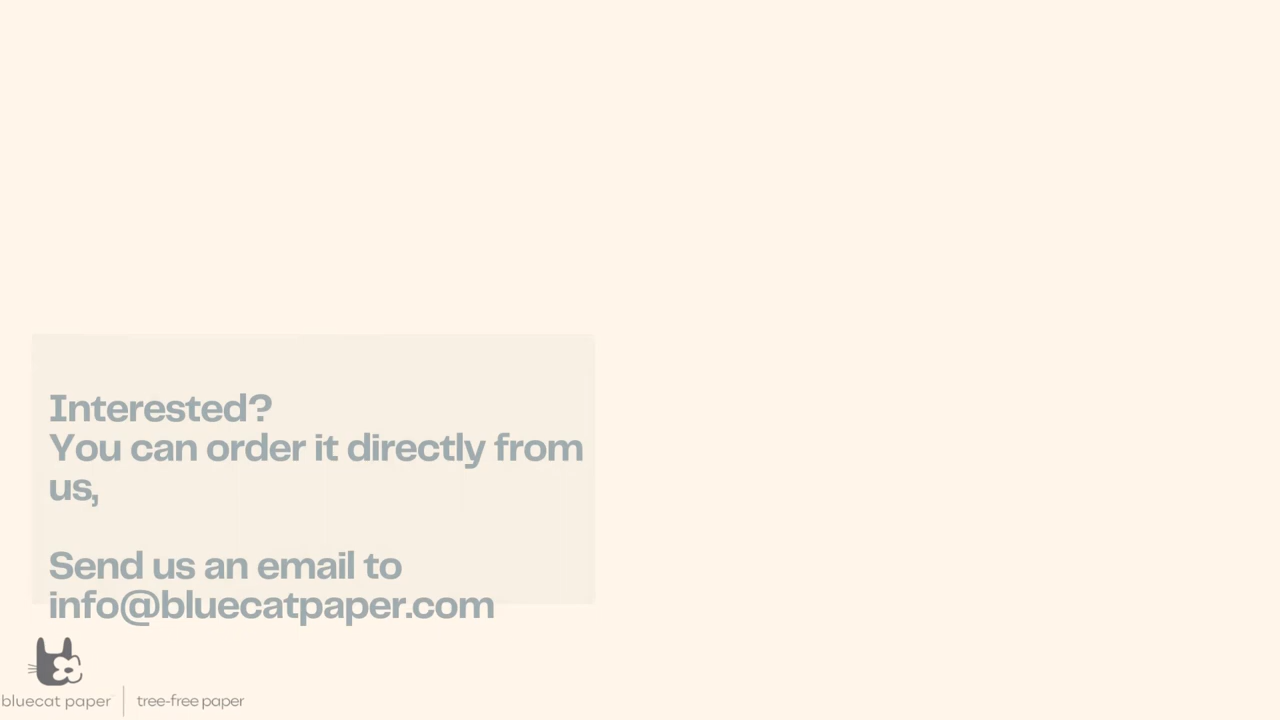 Interested?
You can order it directly from
us,
Send us an email to
info@bluecatpaper.com
bluecat paper | tree-free paper